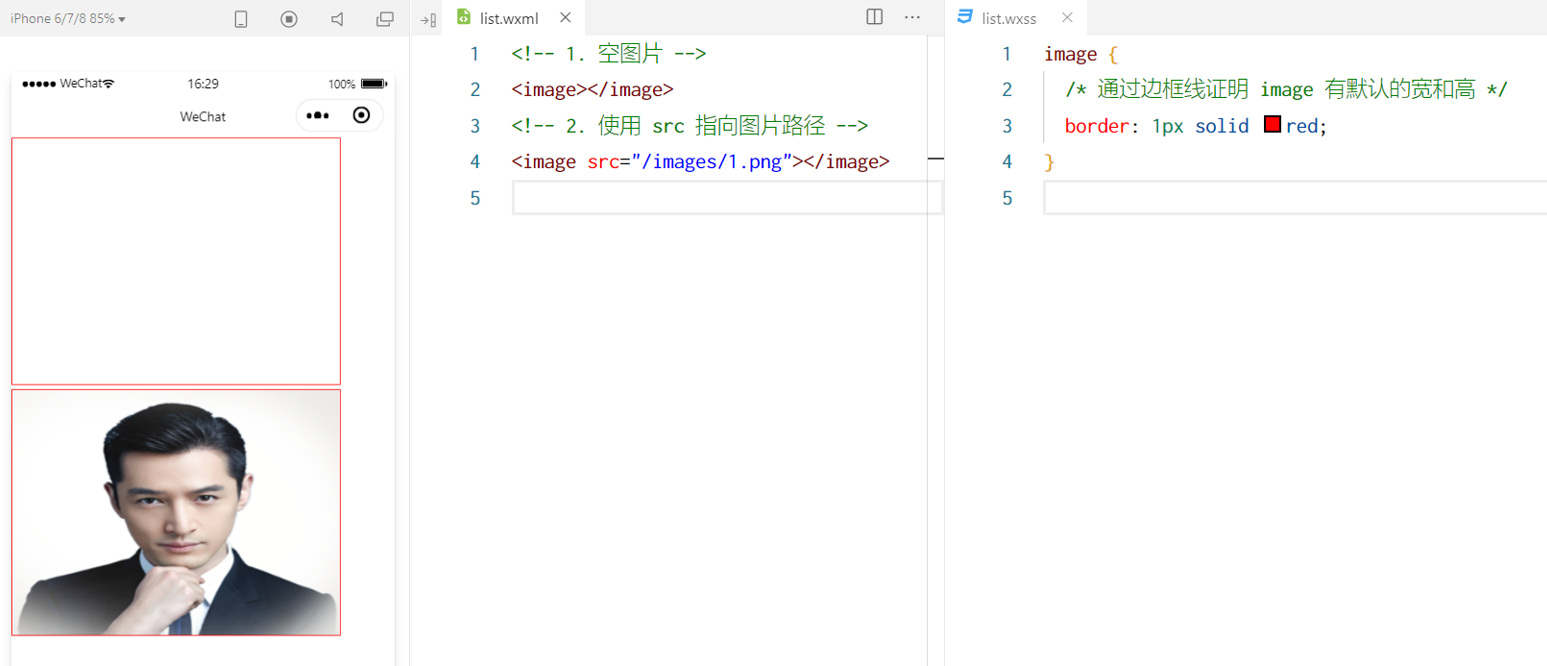 iPhone 6/7/8 85%
WeChat
16:29
100%
WeChat
list.wxml
1 <!-- 1. 空图片 -->
2 <image></image>
3 <!-- 2. 使用 src 指向图片路径 -->
4 <image src="/images/1.png"></image>
5
list.wxss
1 image {
2 /* 通过边框线证明 image 有默认的宽和高 */
3 border: 1px solid red;
4 }
5